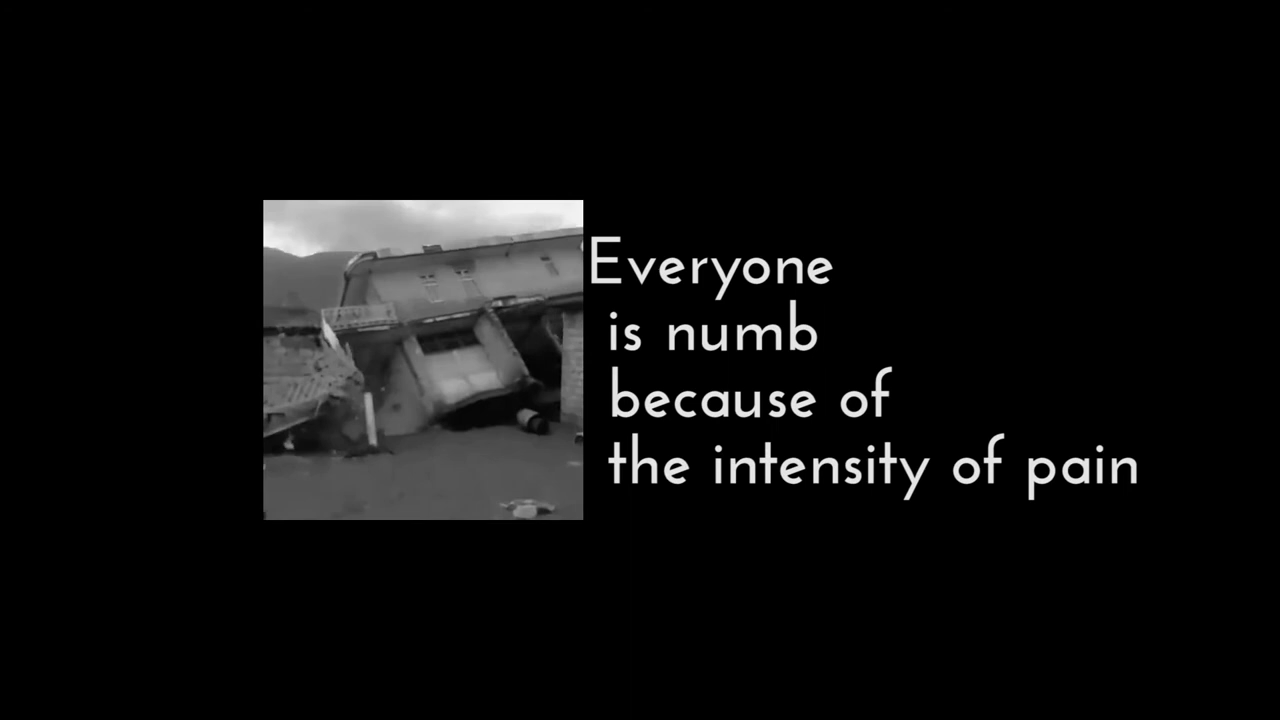 Everyone
is numb
because of
the intensity of pain